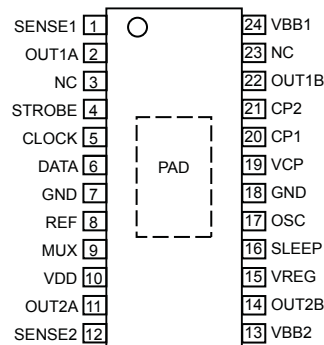 SENSE1 1
OUT1A 2
NC 3
STROBE 4
CLOCK 5
DATA 6
GND 7
REF 8
MUX 9
VDD 10
OUT2A 11
SENSE2 12
PAD
24 VBB1
23 NC
22 OUT1B
21 CP2
20 CP1
19 VCP
18 GND
17 OSC
16 SLEEP
15 VREG
14 OUT2B
13 VBB2